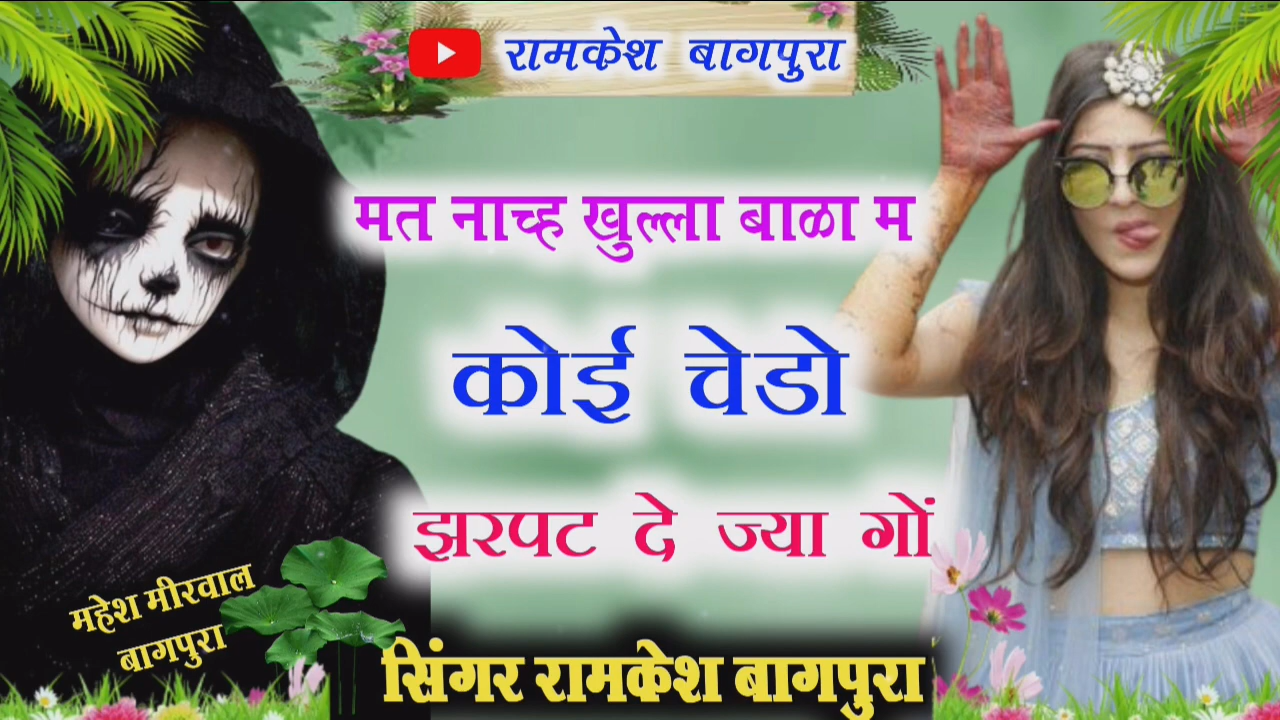 रामकेश बागपुरा
मत नाच्ह खुल्ला बाळा म
कोई चेडो
झरपट दे ज्या गों
महेश मीरवाल
बागपुरा
सिंगर रामकेश बागपुरा